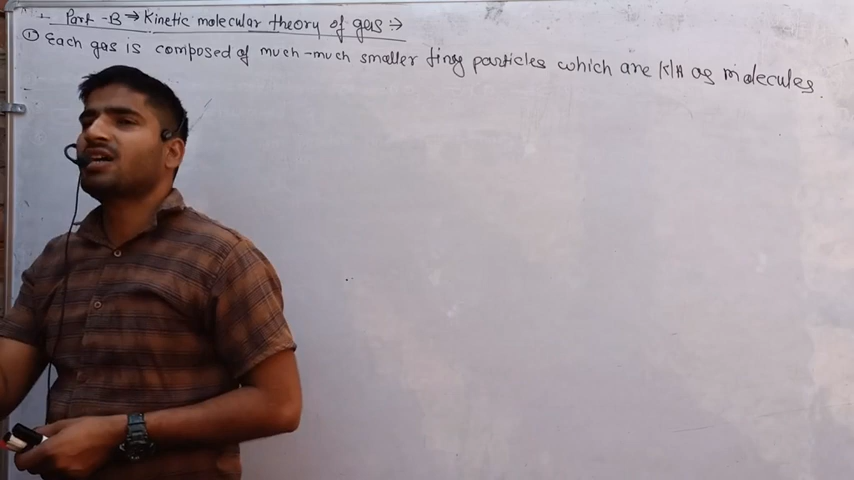 Part -B → Kinetic molecular theory of gas :→
① Each gas is composed of much-much smaller tiny particles which are K/A as molecules.